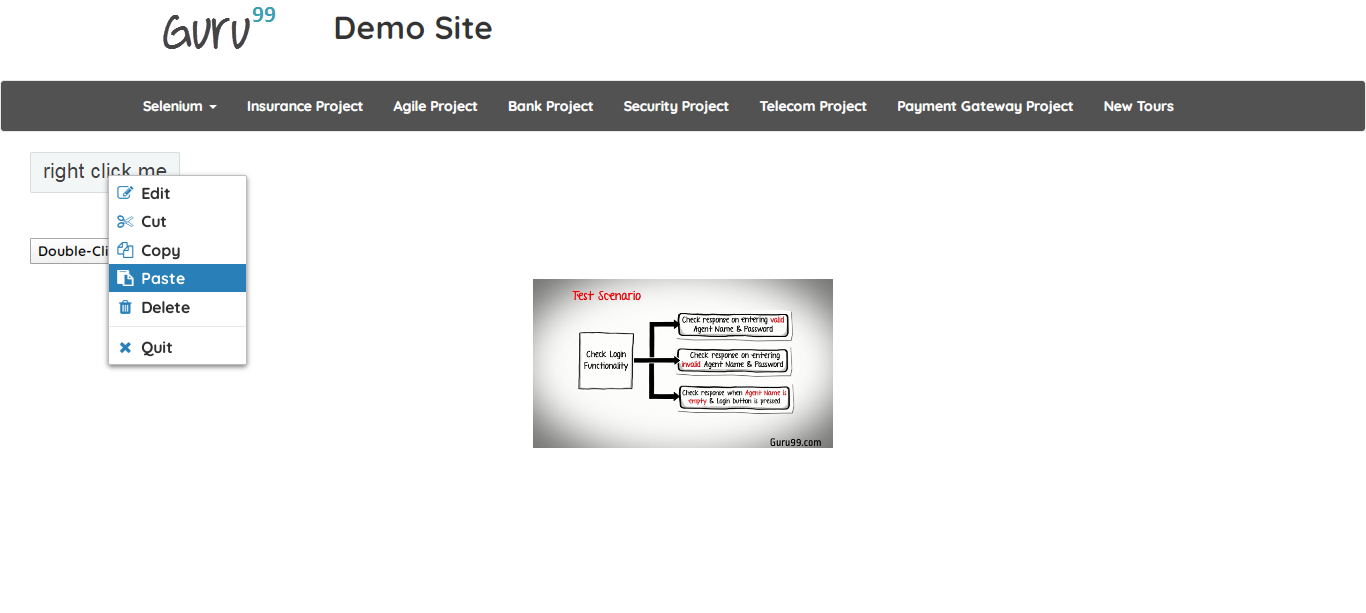 Guru99
Demo Site
Selenium
Insurance Project
Agile Project
Bank Project
Security Project
Telecom Project
Payment Gateway Project
New Tours
right click me
Edit
Cut
Double-Cli
Copy
Paste
Delete
Quit
Test Scenario
Check Login
Functionality
Check response on entering valid
Agent Name & Password
Check response on entering
invalid Agent Name & Password
Check response when Agent Name is
empty & Login button is pressed
Guru99.com